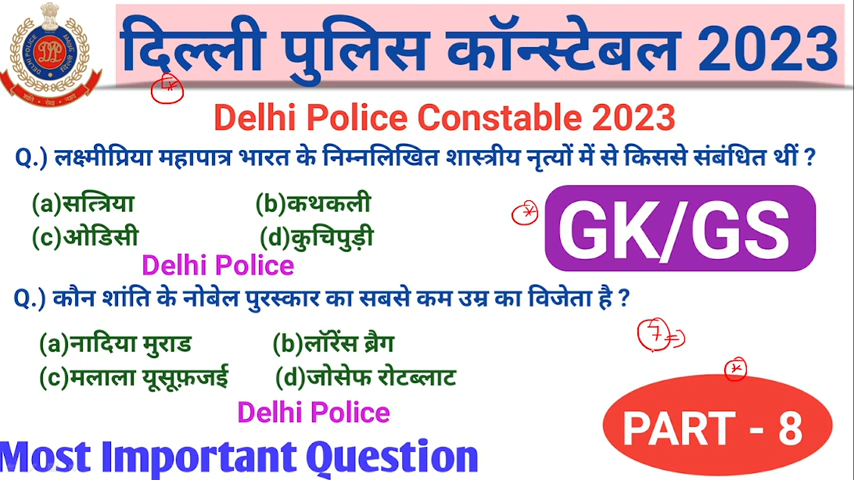 दिल्ली पुलिस कॉन्स्टेबल 2023
Delhi Police Constable 2023
Q.) लक्ष्मीप्रिया महापात्र भारत के निम्नलिखित शास्त्रीय नृत्यों में से किससे संबंधित थीं ?
(a)सत्त्रिया (b)कथकली
(c)ओडिसी (d)कुचिपुड़ी
GK/GS
Delhi Police
Q.) कौन शांति के नोबेल पुरस्कार का सबसे कम उम्र का विजेता है ?
(a)नादिया मुराड (b)लॉरेंस ब्रैग
(c)मलाला यूसूफ़जई (d)जोसेफ रोटब्लाट
Delhi Police
PART - 8
Most Important Question